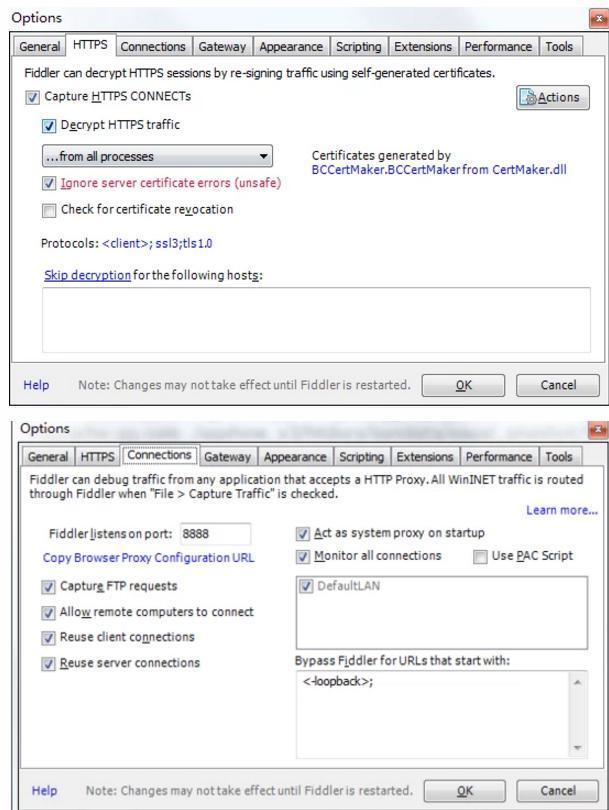 Options
General HTTPS Connections Gateway Appearance Scripting Extensions Performance Tools
Fiddler can decrypt HTTPS sessions by re-signing traffic using self-generated certificates.
Capture HTTPS CONNECTs
Actions
Decrypt HTTPS traffic
...from all processes
Certificates generated by
BCCertMaker.BCCertMaker from CertMaker.dll
Ignore server certificate errors (unsafe)
Check for certificate revocation
Protocols: <client>; ssl3;tls1.0
Skip decryption for the following hosts:
Help Note: Changes may not take effect until Fiddler is restarted. OK Cancel
Options
General HTTPS Connections Gateway Appearance Scripting Extensions Performance Tools
Fiddler can debug traffic from any application that accepts a HTTP Proxy. All WinINET traffic is routed
through Fiddler when "File > Capture Traffic" is checked.
Learn more...
Fiddler listens on port: 8888
Act as system proxy on startup
Copy Browser Proxy Configuration URL
Monitor all connections Use PAC Script
Capture FTP requests
DefaultLAN
Allow remote computers to connect
Reuse client connections
Reuse server connections
Bypass Fiddler for URLs that start with:
<-loopback>;
Help Note: Changes may not take effect until Fiddler is restarted. OK Cancel